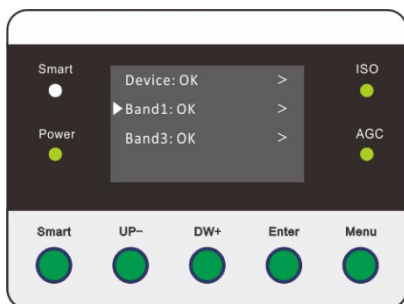 Smart
ISO
Device: OK >
Band1: OK >
Power
AGC
Band3: OK >
Smart UP− DW+ Enter Menu